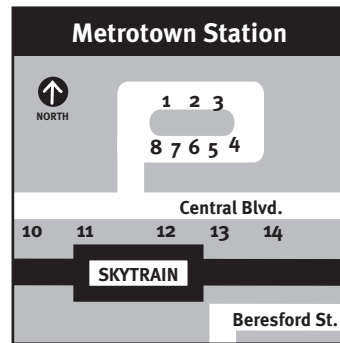 Metrotown Station
NORTH
1 2 3
8 7 6 5 4
Central Blvd.
10 11 12 13 14
SKYTRAIN
Beresford St.